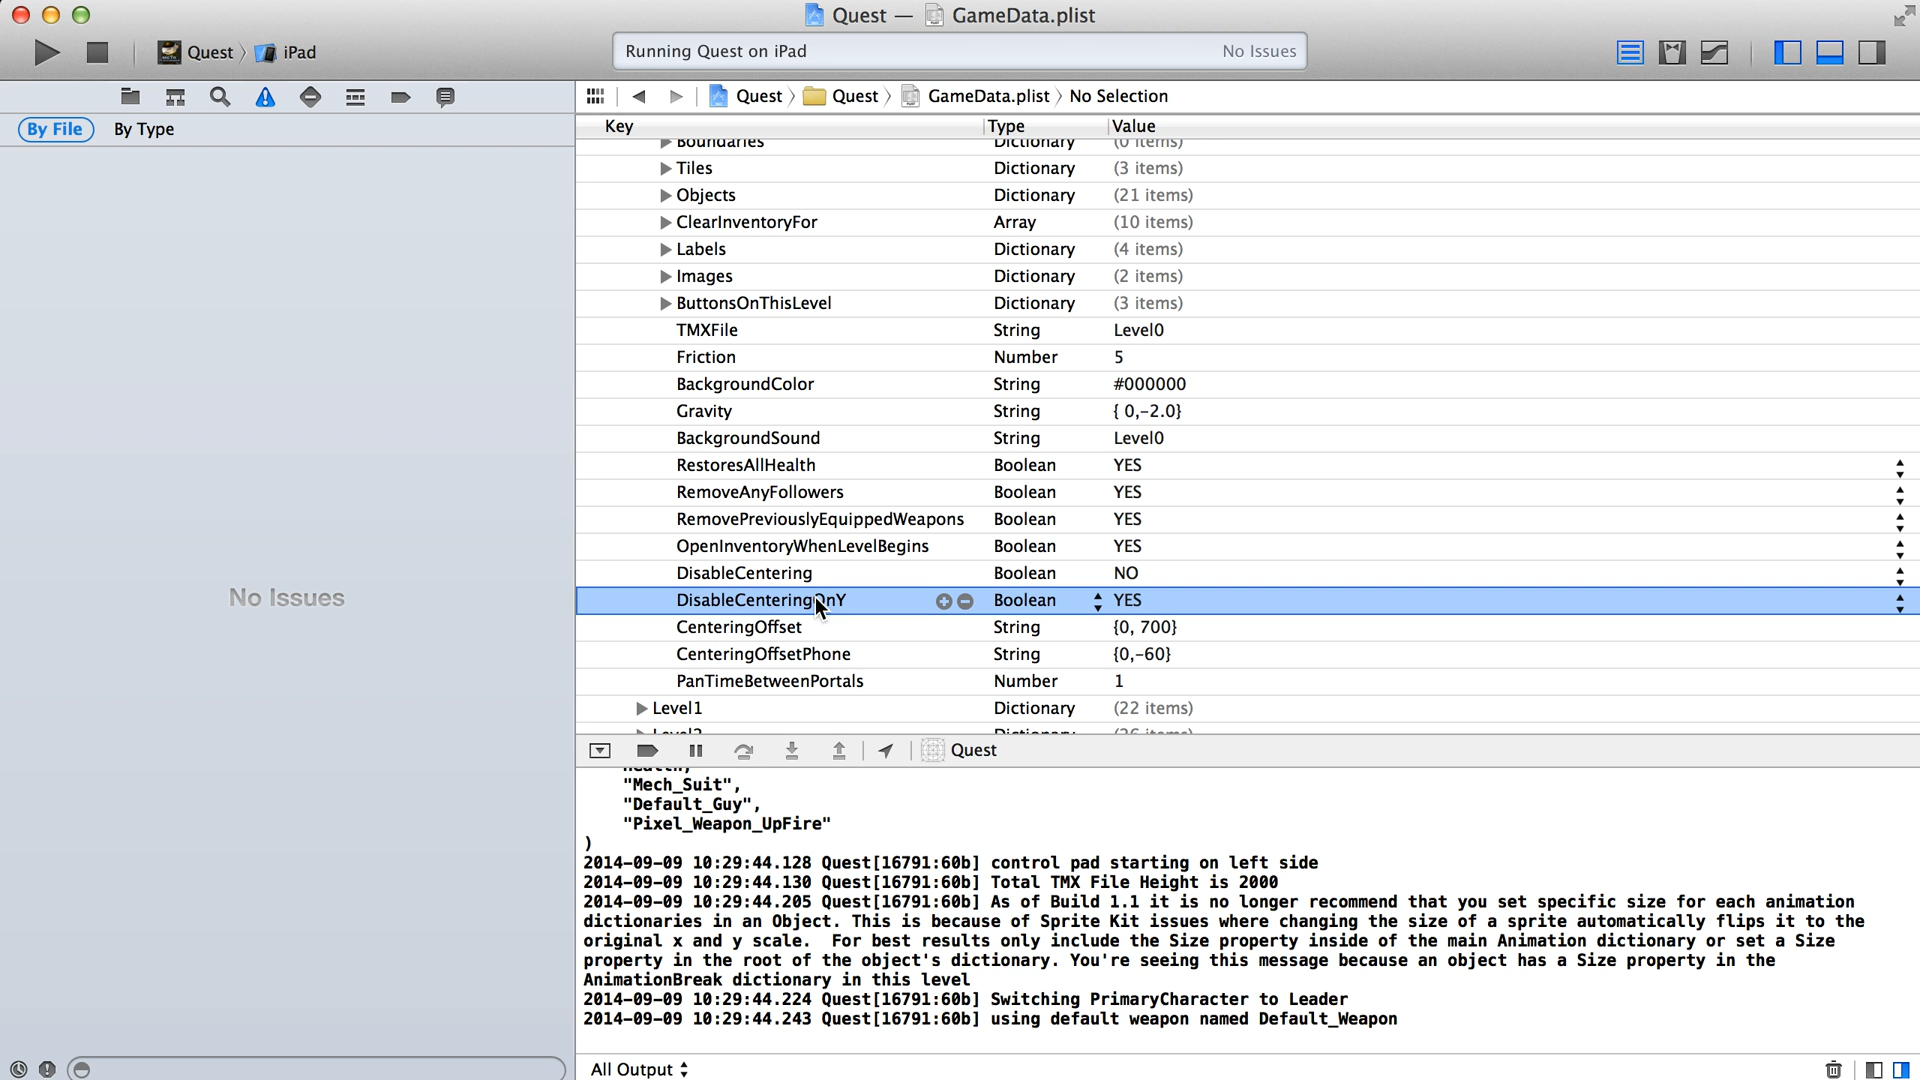 Quest — GameData.plist
Quest iPad
Running Quest on iPad No Issues
Quest Quest GameData.plist No Selection
By File By Type
Key Type Value
Boundaries Dictionary (0 items)
Tiles Dictionary (3 items)
Objects Dictionary (21 items)
ClearInventoryFor Array (10 items)
Labels Dictionary (4 items)
Images Dictionary (2 items)
ButtonsOnThisLevel Dictionary (3 items)
TMXFile String Level0
Friction Number 5
BackgroundColor String #000000
Gravity String { 0,-2.0}
BackgroundSound String Level0
RestoresAllHealth Boolean YES
RemoveAnyFollowers Boolean YES
RemovePreviouslyEquippedWeapons Boolean YES
OpenInventoryWhenLevelBegins Boolean YES
DisableCentering Boolean NO
DisableCenteringOnY Boolean YES
No Issues
CenteringOffset String {0, 700}
CenteringOffsetPhone String {0,-60}
PanTimeBetweenPortals Number 1
Level1 Dictionary (22 items)
Level2 Dictionary (26 items)
Quest
Health,
"Mech_Suit",
"Default_Guy",
"Pixel_Weapon_UpFire"
)
2014-09-09 10:29:44.128 Quest[16791:60b] control pad starting on left side
2014-09-09 10:29:44.130 Quest[16791:60b] Total TMX File Height is 2000
2014-09-09 10:29:44.205 Quest[16791:60b] As of Build 1.1 it is no longer recommend that you set specific size for each animation
dictionaries in an Object. This is because of Sprite Kit issues where changing the size of a sprite automatically flips it to the
original x and y scale.  For best results only include the Size property inside of the main Animation dictionary or set a Size
property in the root of the object's dictionary. You're seeing this message because an object has a Size property in the
AnimationBreak dictionary in this level
2014-09-09 10:29:44.224 Quest[16791:60b] Switching PrimaryCharacter to Leader
2014-09-09 10:29:44.243 Quest[16791:60b] using default weapon named Default_Weapon
All Output